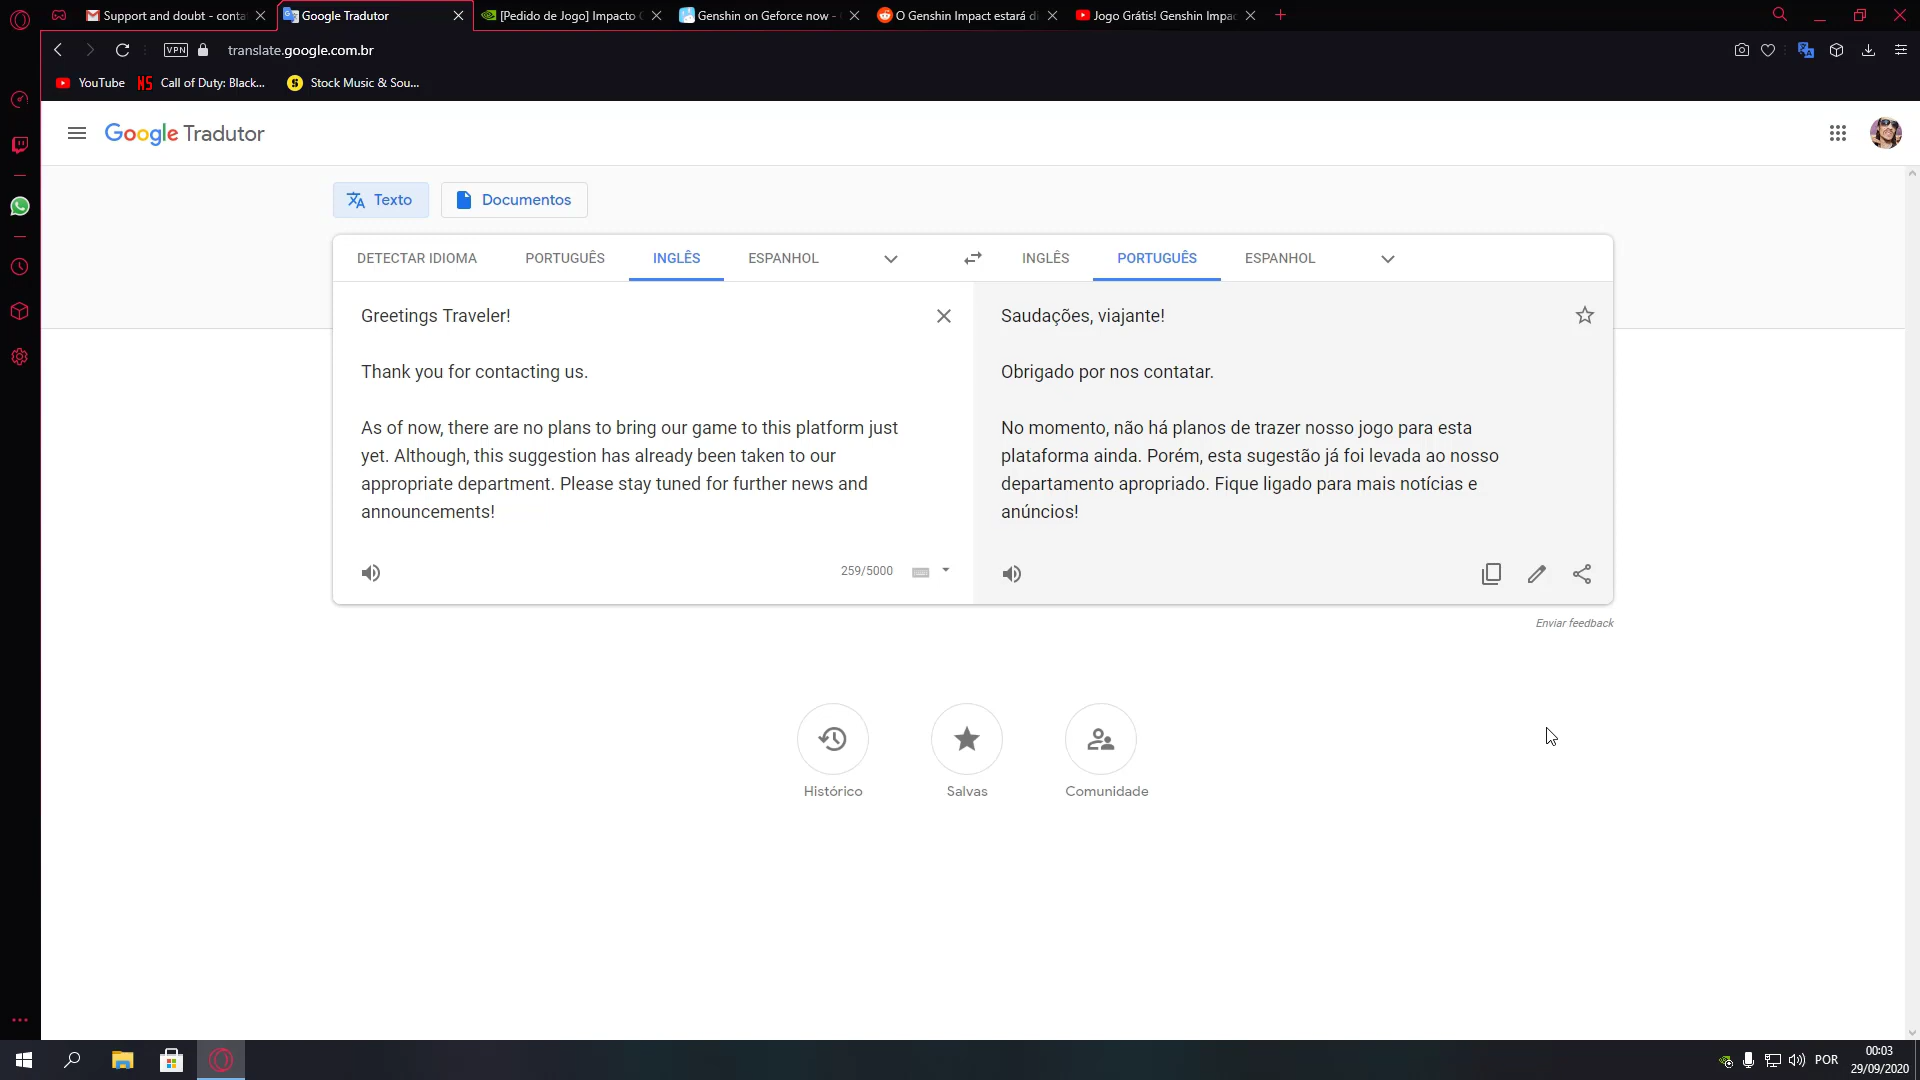 Support and doubt - conta
Google Tradutor
[Pedido de Jogo] Impacto
Genshin on Geforce now -
O Genshin Impact estará di
Jogo Grátis! Genshin Impac
VPN
translate.google.com.br
YouTube
Call of Duty: Black...
Stock Music & Sou...
Google Tradutor
Texto
Documentos
DETECTAR IDIOMA
PORTUGUÊS
INGLÊS
ESPANHOL
INGLÊS
PORTUGUÊS
ESPANHOL
Greetings Traveler!
Thank you for contacting us.
As of now, there are no plans to bring our game to this platform just
yet. Although, this suggestion has already been taken to our
appropriate department. Please stay tuned for further news and
announcements!
259/5000
Saudações, viajante!
Obrigado por nos contatar.
No momento, não há planos de trazer nosso jogo para esta
plataforma ainda. Porém, esta sugestão já foi levada ao nosso
departamento apropriado. Fique ligado para mais notícias e
anúncios!
Enviar feedback
Histórico
Salvas
Comunidade
POR
00:03
29/09/2020